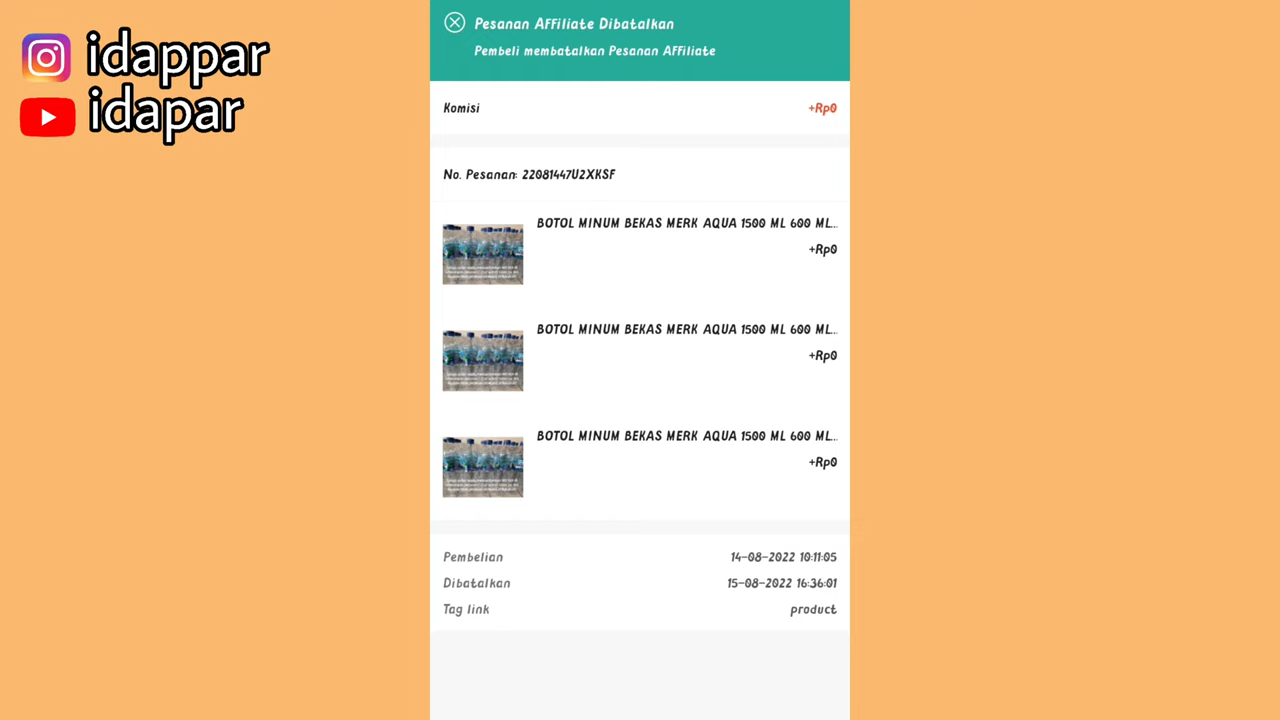 idappar
idapar
Pesanan Affiliate Dibatalkan
Pembeli membatalkan Pesanan Affiliate
Komisi +Rp0
No. Pesanan: 22081447U2XKSF
BOTOL MINUM BEKAS MERK AQUA 1500 ML 600 ML...
+Rp0
BOTOL MINUM BEKAS MERK AQUA 1500 ML 600 ML...
+Rp0
BOTOL MINUM BEKAS MERK AQUA 1500 ML 600 ML...
+Rp0
Pembelian 14-08-2022 10:11:05
Dibatalkan 15-08-2022 16:36:01
Tag link product